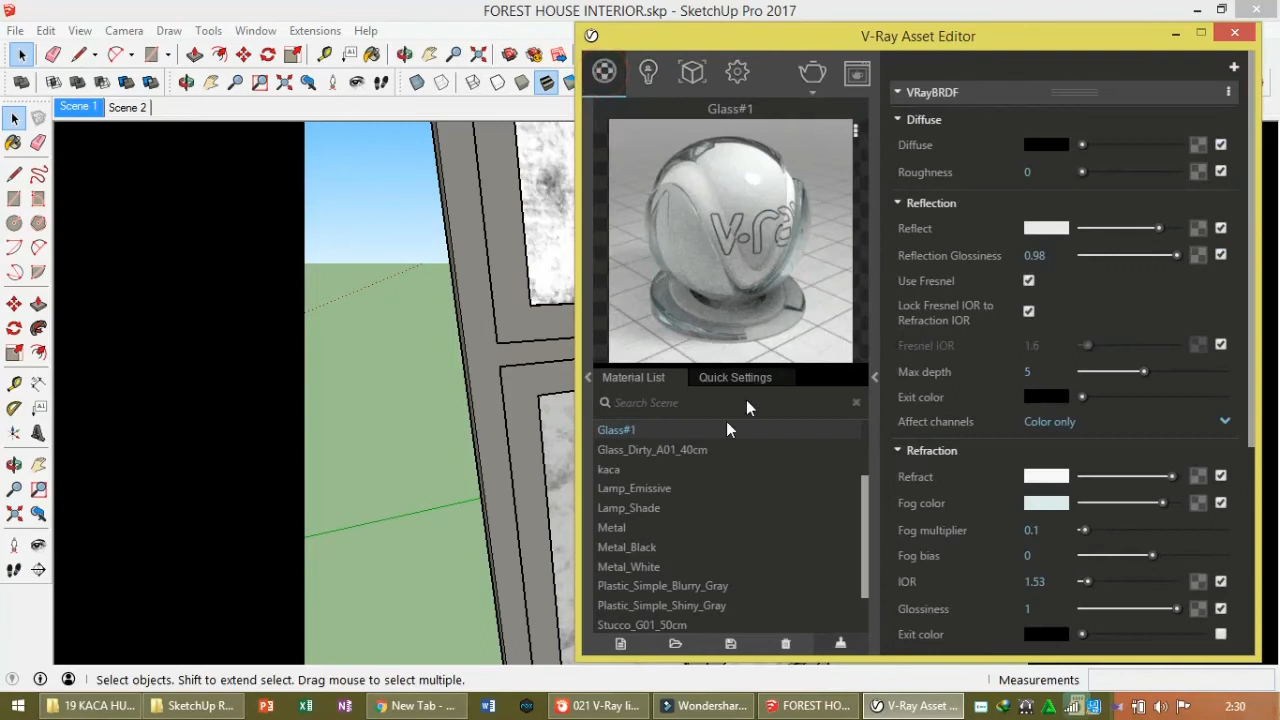 FOREST HOUSE INTERIOR.skp - SketchUp Pro 2017
File Edit View Camera Draw Tools Window Extensions Help
Scene 1 Scene 2
V-Ray Asset Editor
Glass#1
v·ra
Material List Quick Settings
Search Scene
Glass#1
Glass_Dirty_A01_40cm
kaca
Lamp_Emissive
Lamp_Shade
Metal
Metal_Black
Metal_White
Plastic_Simple_Blurry_Gray
Plastic_Simple_Shiny_Gray
Stucco_G01_50cm
VRayBRDF
Diffuse
Diffuse
Roughness 0
Reflection
Reflect
Reflection Glossiness 0.98
Use Fresnel
Lock Fresnel IOR to
Refraction IOR
Fresnel IOR 1.6
Max depth 5
Exit color
Affect channels Color only
Refraction
Refract
Fog color
Fog multiplier 0.1
Fog bias 0
IOR 1.53
Glossiness 1
Exit color
Select objects. Shift to extend select. Drag mouse to select multiple. Measurements
19 KACA HU... SketchUp R... New Tab - ... 021 V-Ray li... Wondershar... FOREST HO... V-Ray Asset ... 2:30